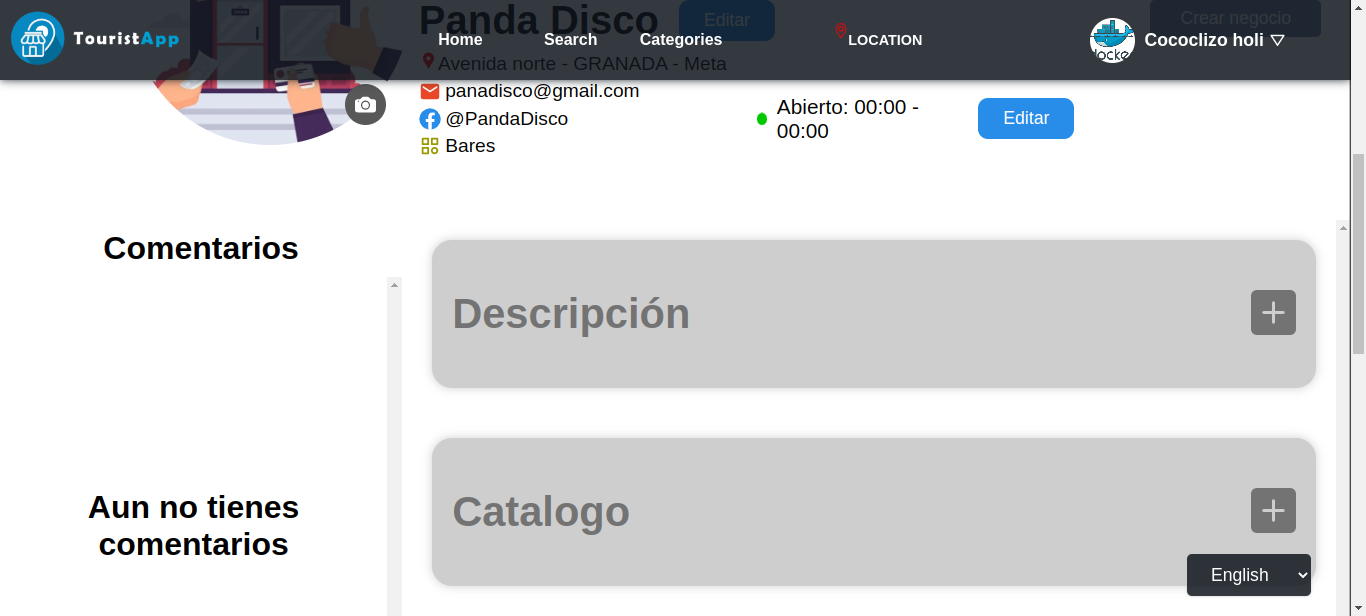 Panda Disco
Editar
Crear negocio
TouristApp
Home
Search
Categories
LOCATION
Cococlizo holi
Avenida norte - GRANADA - Meta
panadisco@gmail.com
@PandaDisco
Bares
Abierto: 00:00 -
00:00
Editar
Comentarios
Aun no tienes
comentarios
Descripción
Catalogo
English